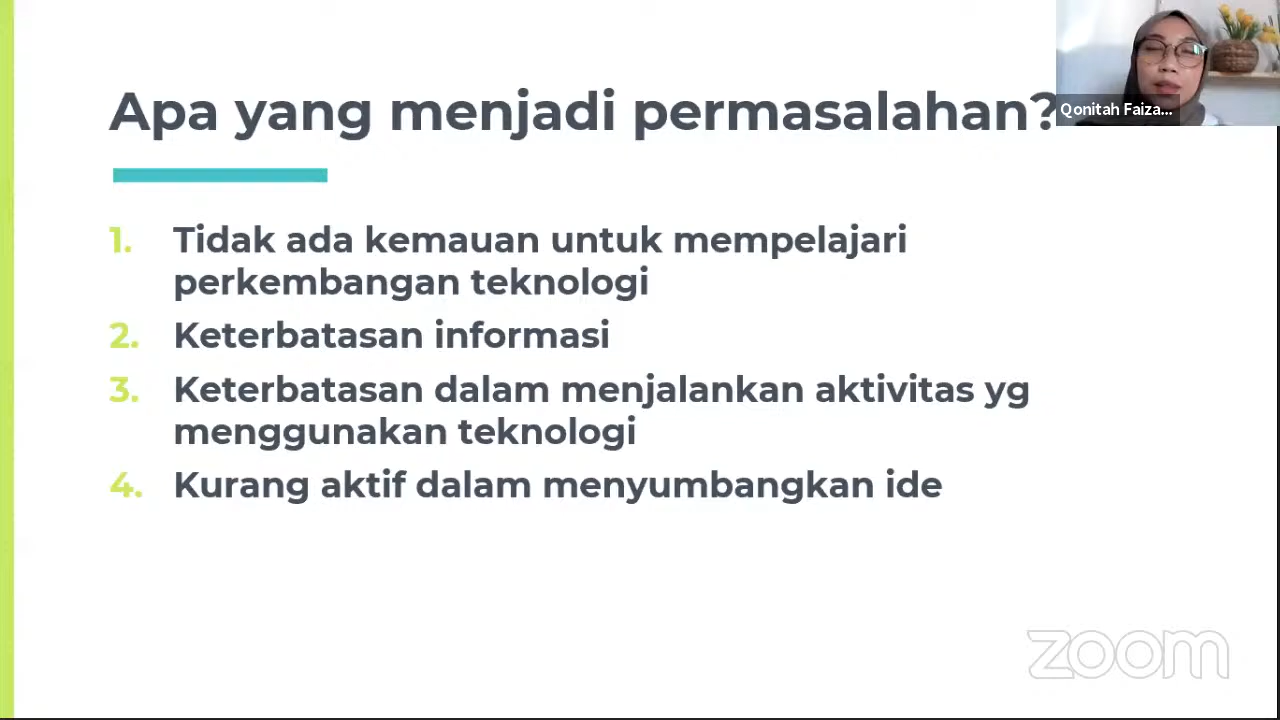 Apa yang menjadi permasalahan?
Qonitah Faiza...
1. Tidak ada kemauan untuk mempelajari
perkembangan teknologi
2. Keterbatasan informasi
3. Keterbatasan dalam menjalankan aktivitas yg
menggunakan teknologi
4. Kurang aktif dalam menyumbangkan ide
zoom